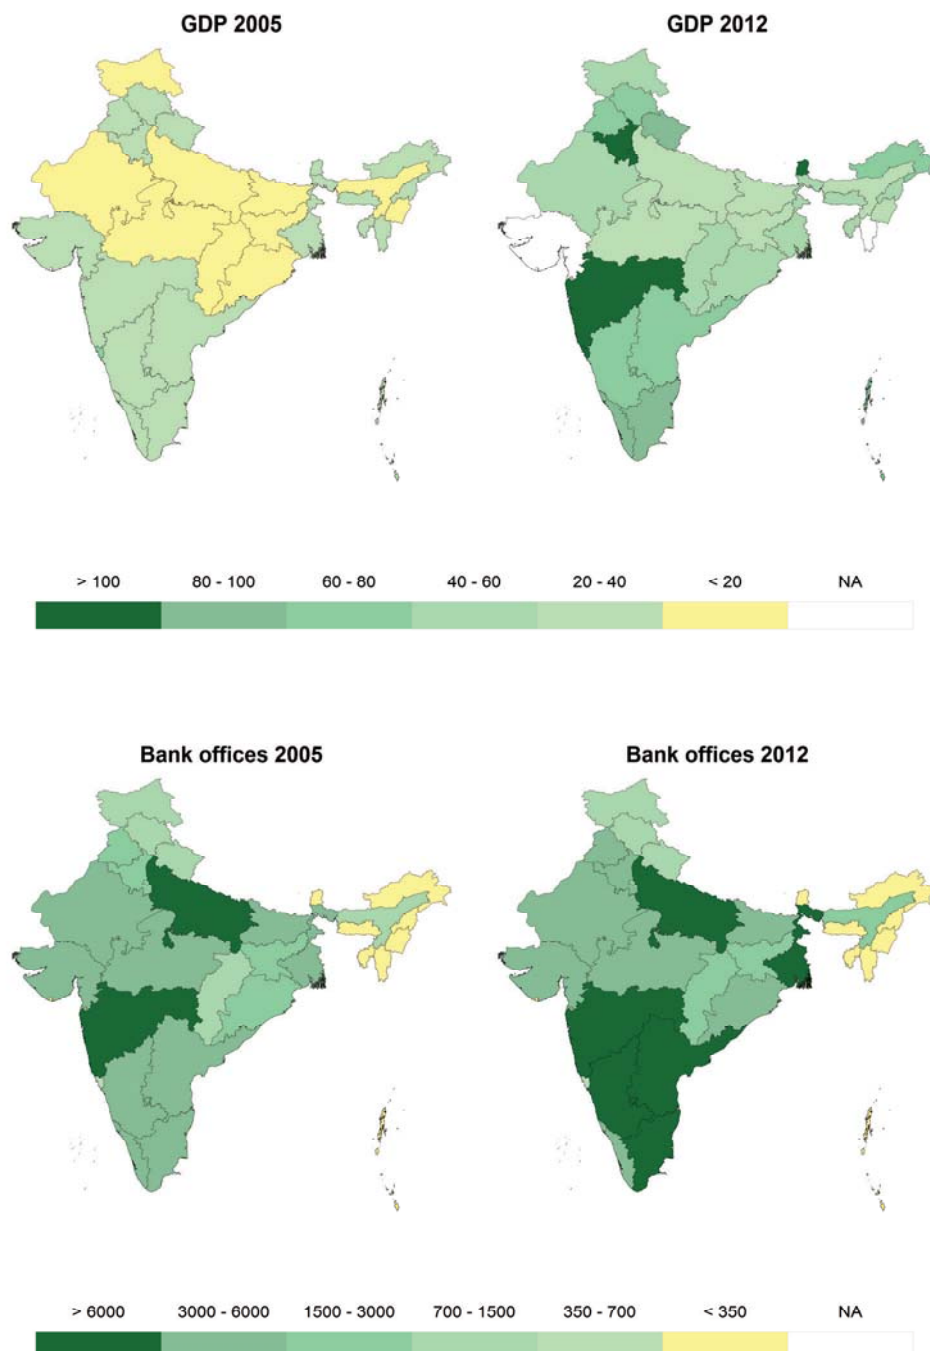 GDP 2005 GDP 2012
> 100 80 - 100 60 - 80 40 - 60 20 - 40 < 20 NA
Bank offices 2005 Bank offices 2012
> 6000 3000 - 6000 1500 - 3000 700 - 1500 350 - 700 < 350 NA